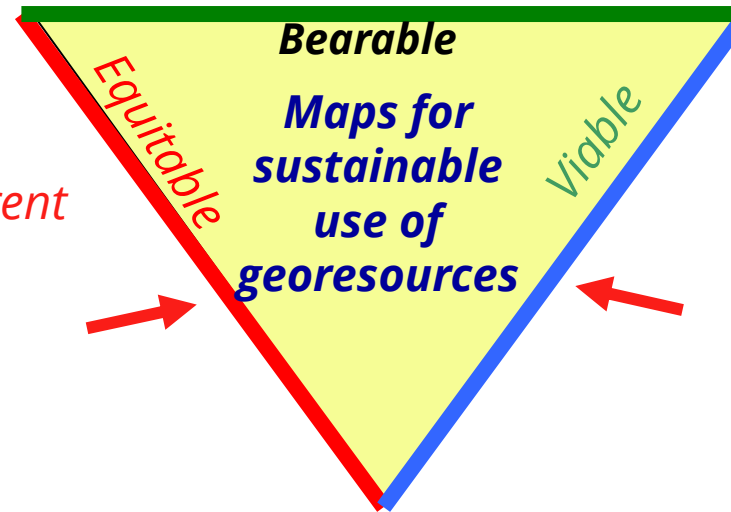 Bearable
Equitable
Viable
Maps for
sustainable
use of
georesources